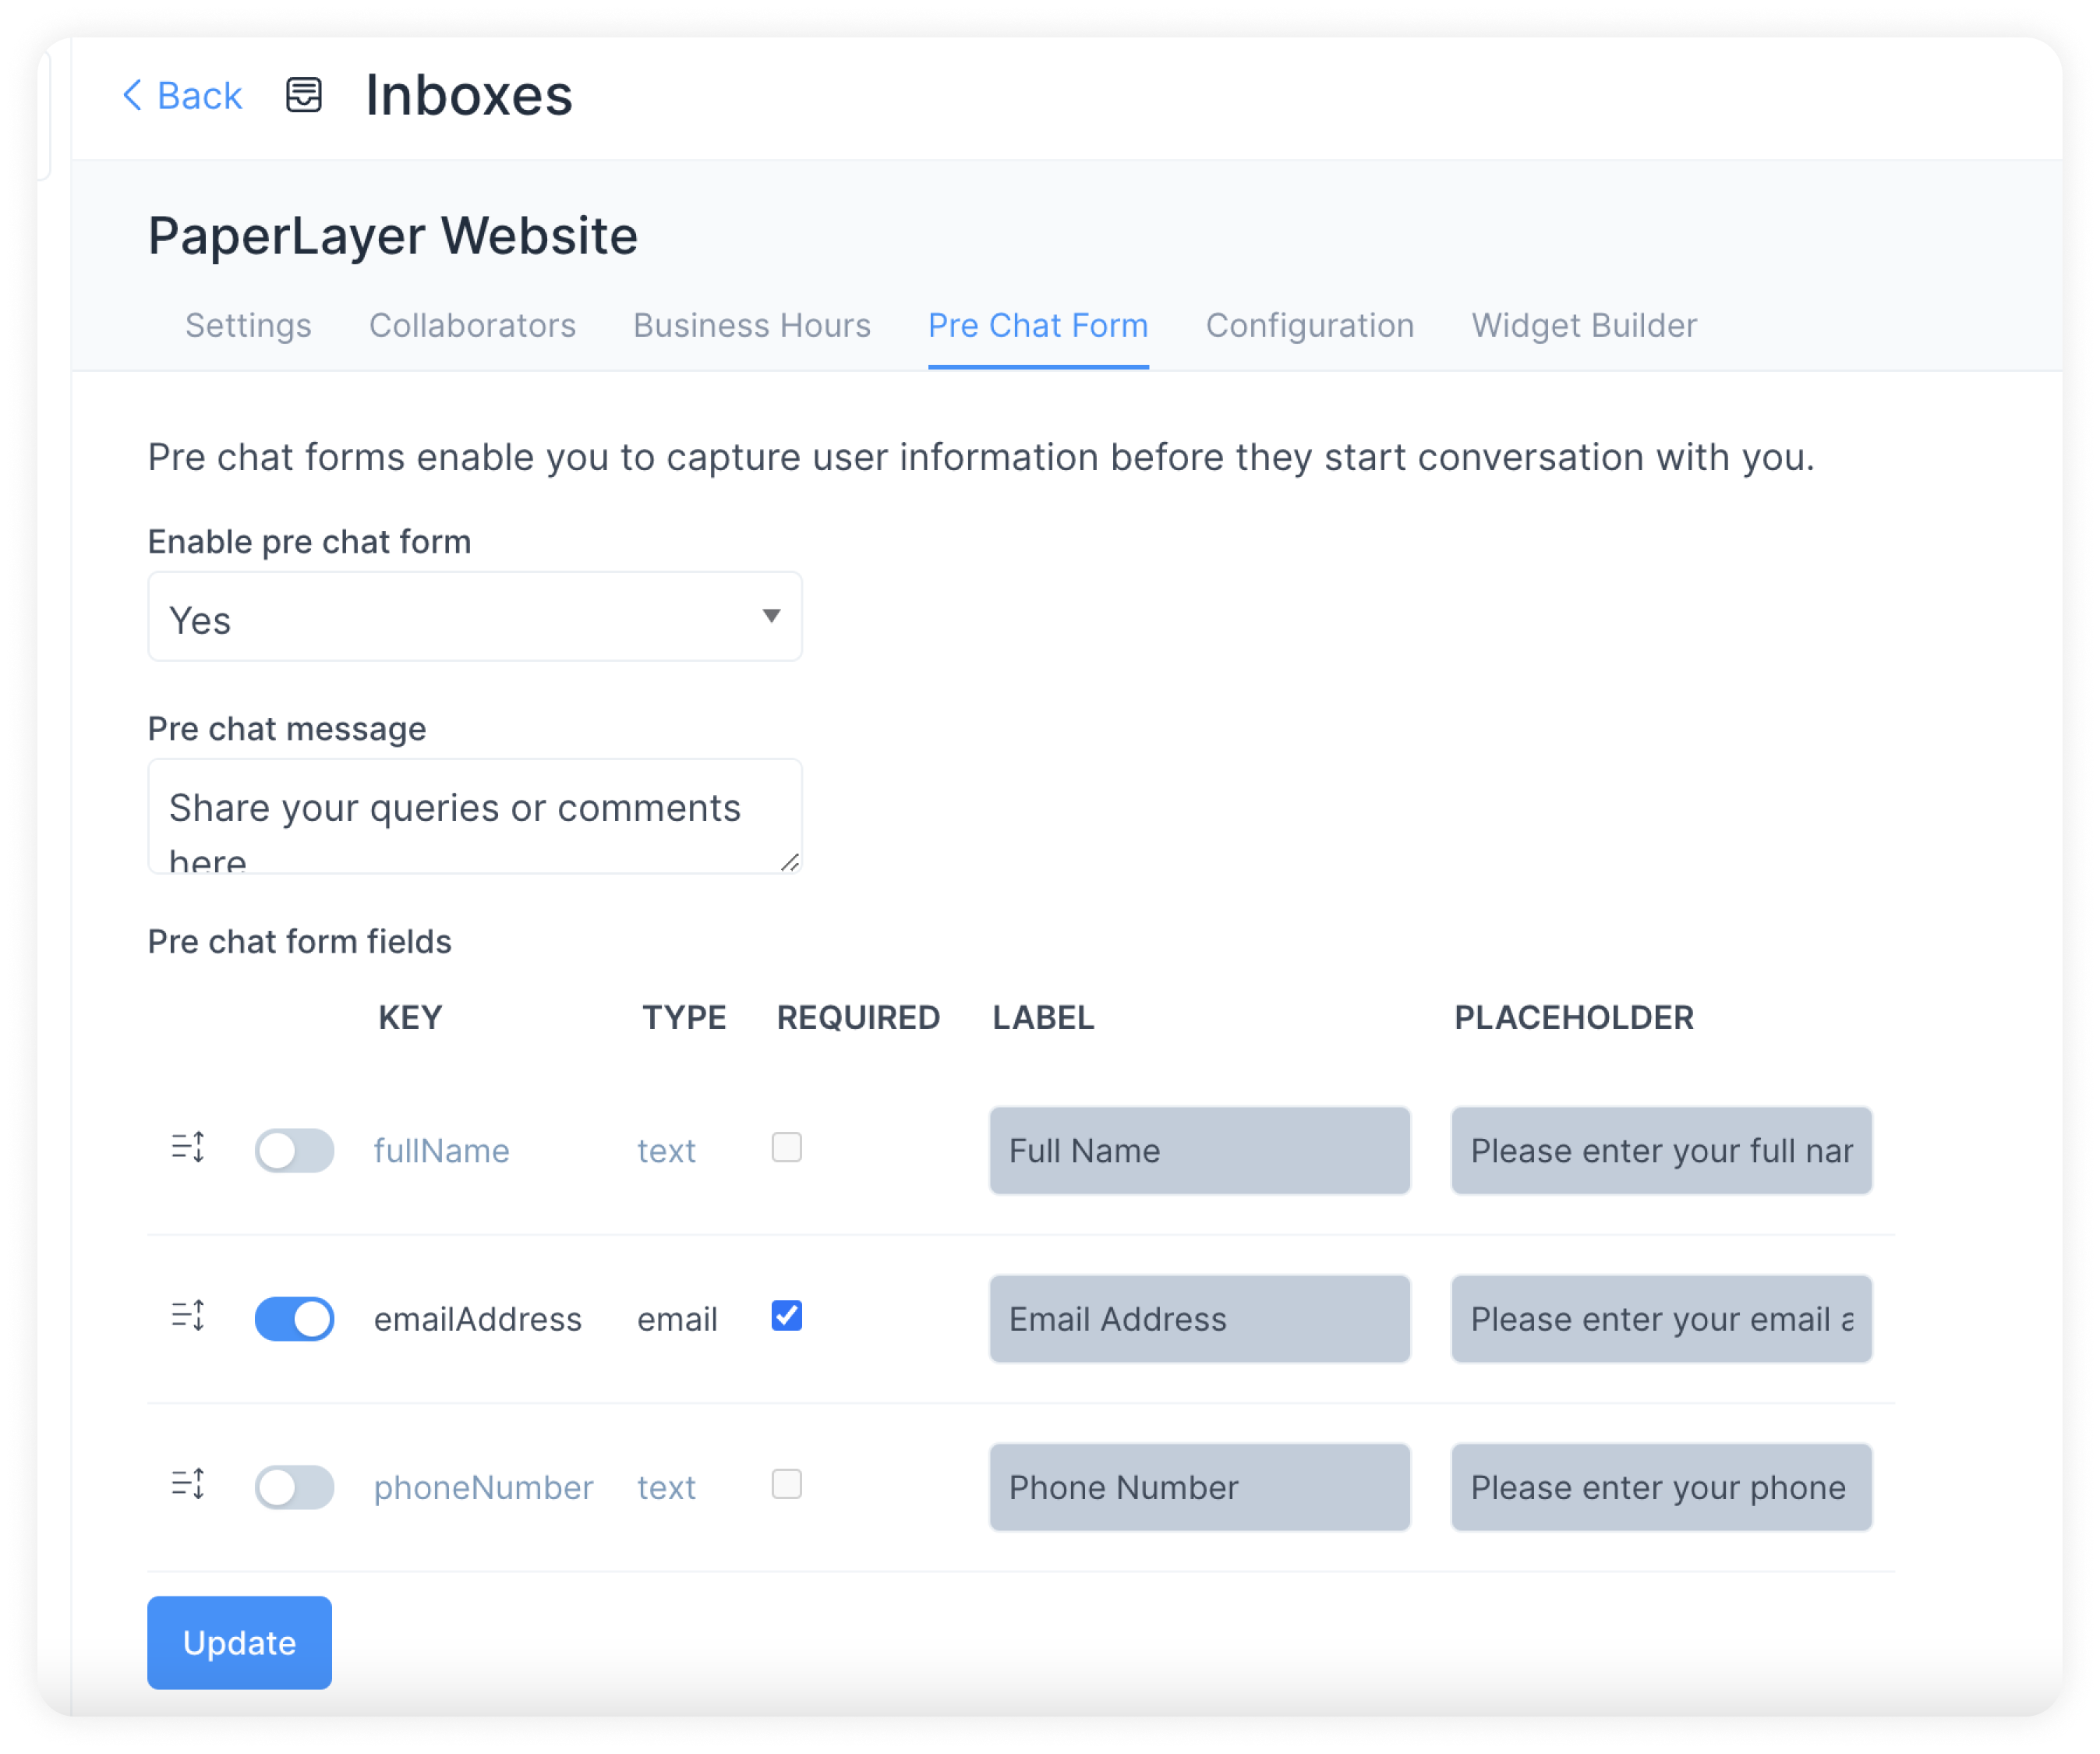 Back
Inboxes
PaperLayer Website
Settings Collaborators Business Hours Pre Chat Form Configuration Widget Builder
Pre chat forms enable you to capture user information before they start conversation with you.
Enable pre chat form
Yes
Pre chat message
Share your queries or comments
here
Pre chat form fields
KEY TYPE REQUIRED LABEL PLACEHOLDER
fullName text Full Name Please enter your full nar
emailAddress email Email Address Please enter your email a
phoneNumber text Phone Number Please enter your phone
Update